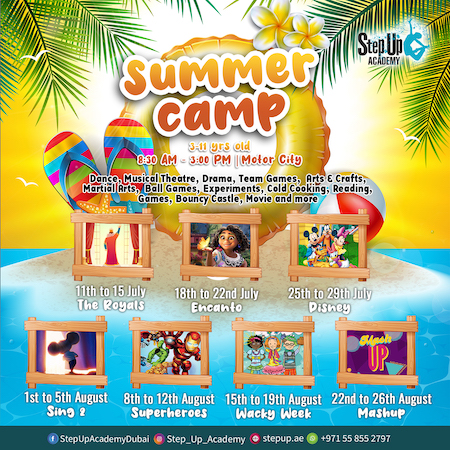 Step Up
ACADEMY
summer
camp
3-11 yrs old
8:30 AM - 3:00 PM | Motor City
Dance, Musical Theatre, Drama, Team Games, Arts & Crafts,
Martial Arts, Ball Games, Experiments, Cold Cooking, Reading,
Games, Bouncy Castle, Movie and more
11th to 15 July
The Royals
18th to 22nd July
Encanto
25th to 29th July
Disney
1st to 5th August
Sing 2
8th to 12th August
Superheroes
15th to 19th August
Wacky Week
UP
22nd to 26th August
Mashup
StepUpAcademyDubai
Step_Up_Academy
stepup.ae
+971 55 855 2797